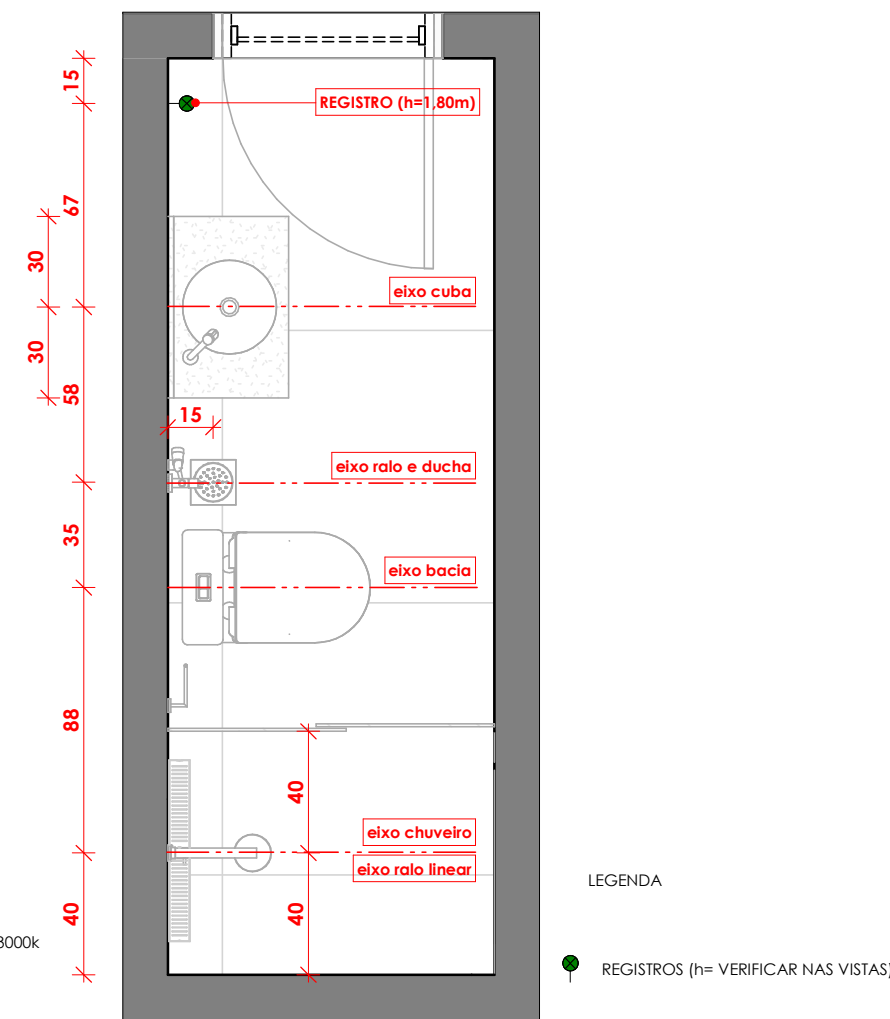 15
REGISTRO (h=1,80m)
67
30
eixo cuba
30
58
15
eixo ralo e ducha
35
eixo bacia
88
40
eixo chuveiro
eixo ralo linear
LEGENDA
40
40
3000k
REGISTROS (h= VERIFICAR NAS VISTAS)